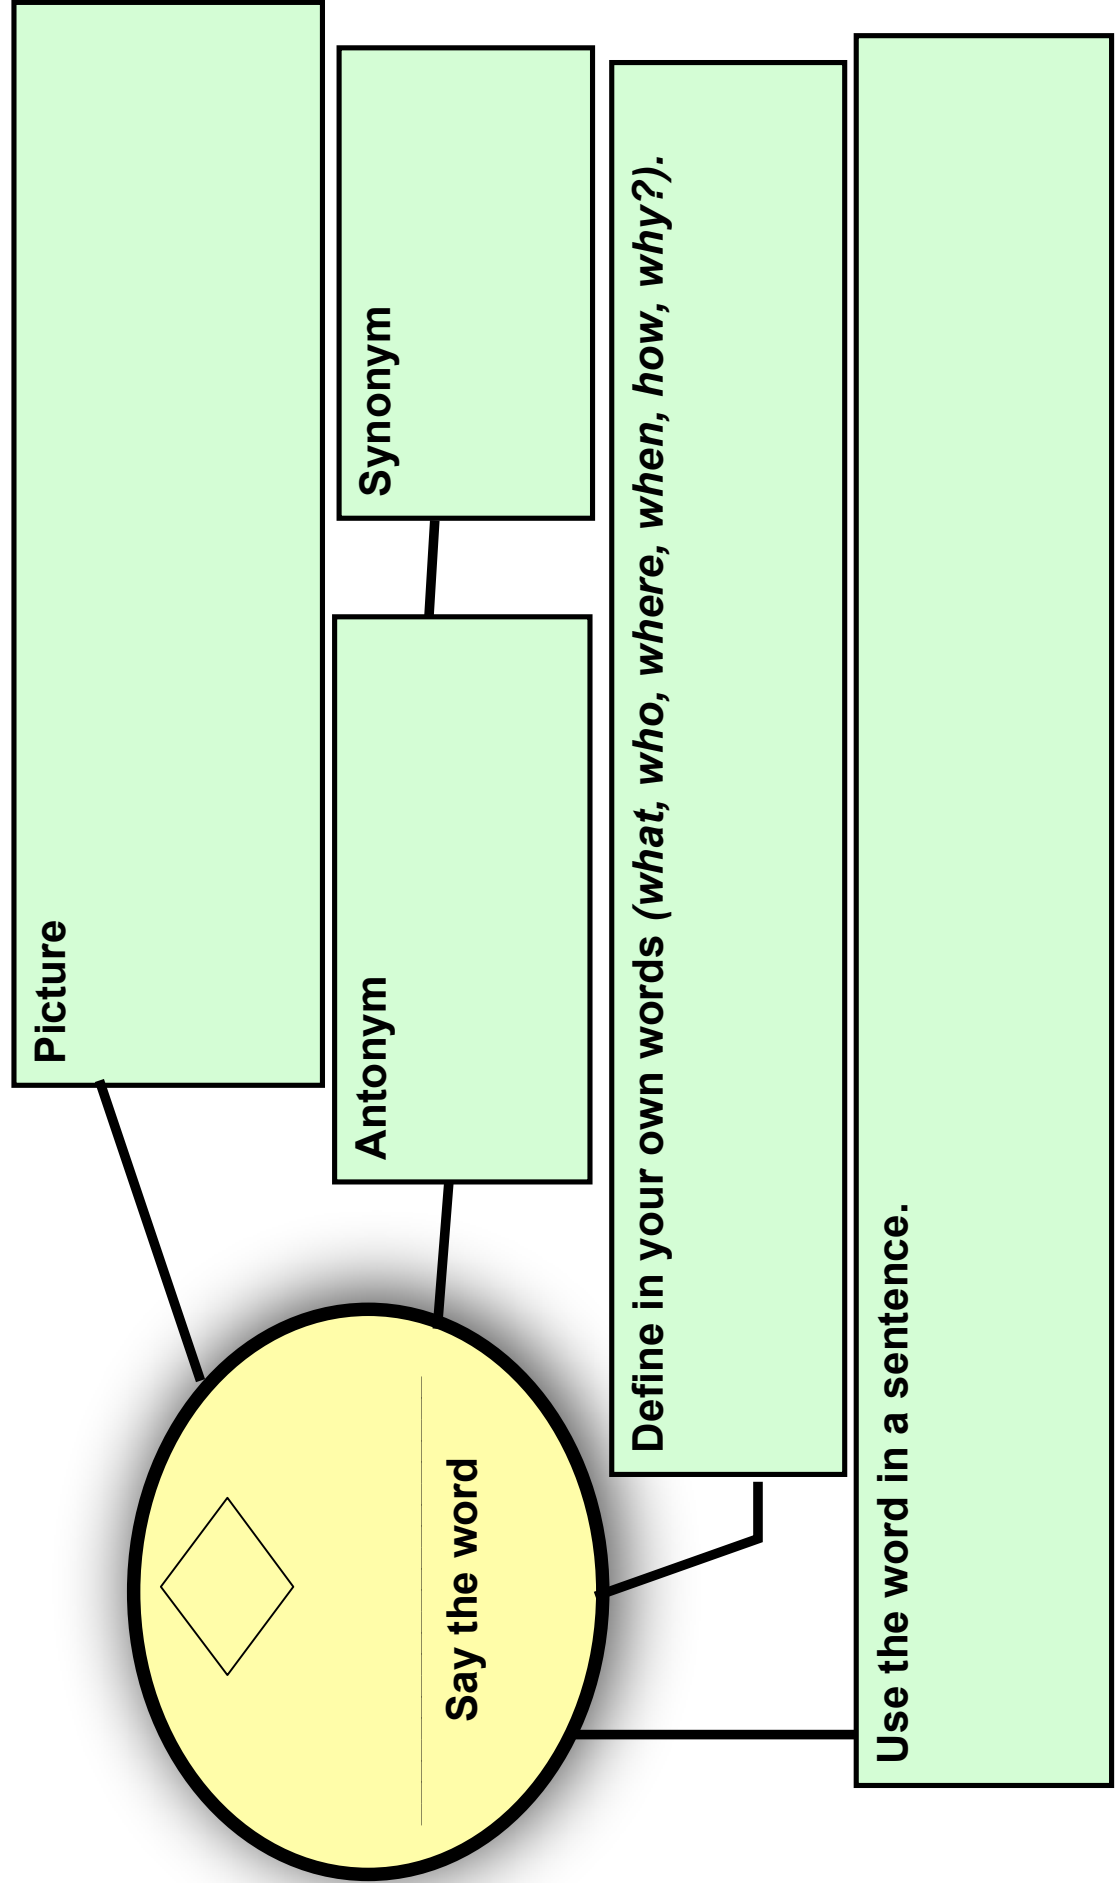 Picture
Say the word
Antonym
Synonym
Define in your own words (what, who, where, when, how, why?).
Use the word in a sentence.